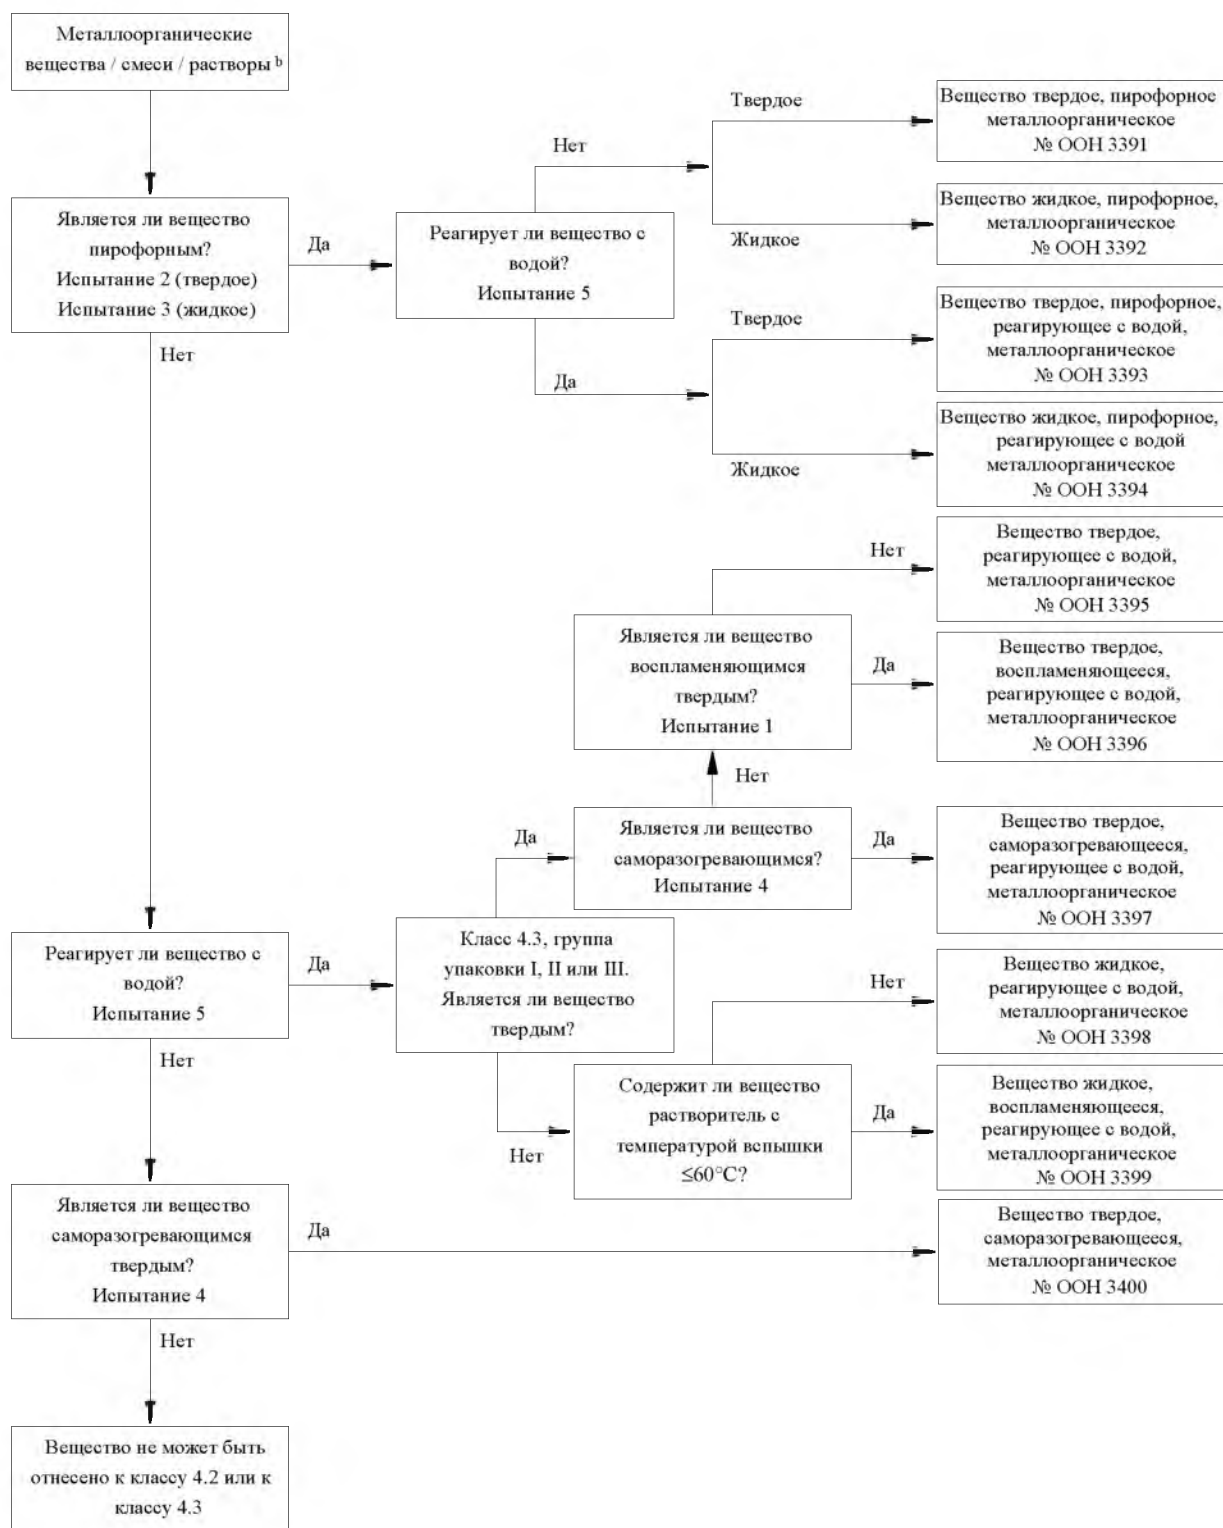 Металлоорганические
вещества / смеси / растворы b
Является ли вещество
пирофорным?
Испытание 2 (твердое)
Испытание 3 (жидкое)
Да
Нет
Реагирует ли вещество с
водой?
Испытание 5
Нет
Да
Твердое
Жидкое
Вещество твердое, пирофорное
металлоорганическое
№ ООН 3391
Вещество жидкое, пирофорное,
металлоорганическое
№ ООН 3392
Твердое
Жидкое
Вещество твердое, пирофорное,
реагирующее с водой,
металлоорганическое
№ ООН 3393
Вещество жидкое, пирофорное,
реагирующее с водой
металлоорганическое
№ ООН 3394
Вещество твердое,
реагирующее с водой,
металлоорганическое
№ ООН 3395
Нет
Является ли вещество
воспламеняющимся
твердым?
Испытание 1
Да
Вещество твердое,
воспламеняющееся,
реагирующее с водой,
металлоорганическое
№ ООН 3396
Нет
Да
Является ли вещество
саморазогревающимся?
Испытание 4
Да
Вещество твердое,
саморазогревающееся,
реагирующее с водой,
металлоорганическое
№ ООН 3397
Реагирует ли вещество с
водой?
Испытание 5
Да
Класс 4.3, группа
упаковки I, II или III.
Является ли вещество
твердым?
Нет
Вещество жидкое,
реагирующее с водой,
металлоорганическое
№ ООН 3398
Нет
Нет
Содержит ли вещество
растворитель с
температурой вспышки
≤60°C?
Да
Вещество жидкое,
воспламеняющееся,
реагирующее с водой,
металлоорганическое
№ ООН 3399
Является ли вещество
саморазогревающимся
твердым?
Испытание 4
Да
Вещество твердое,
саморазогревающееся,
металлоорганическое
№ ООН 3400
Нет
Вещество не может быть
отнесено к классу 4.2 или к
классу 4.3